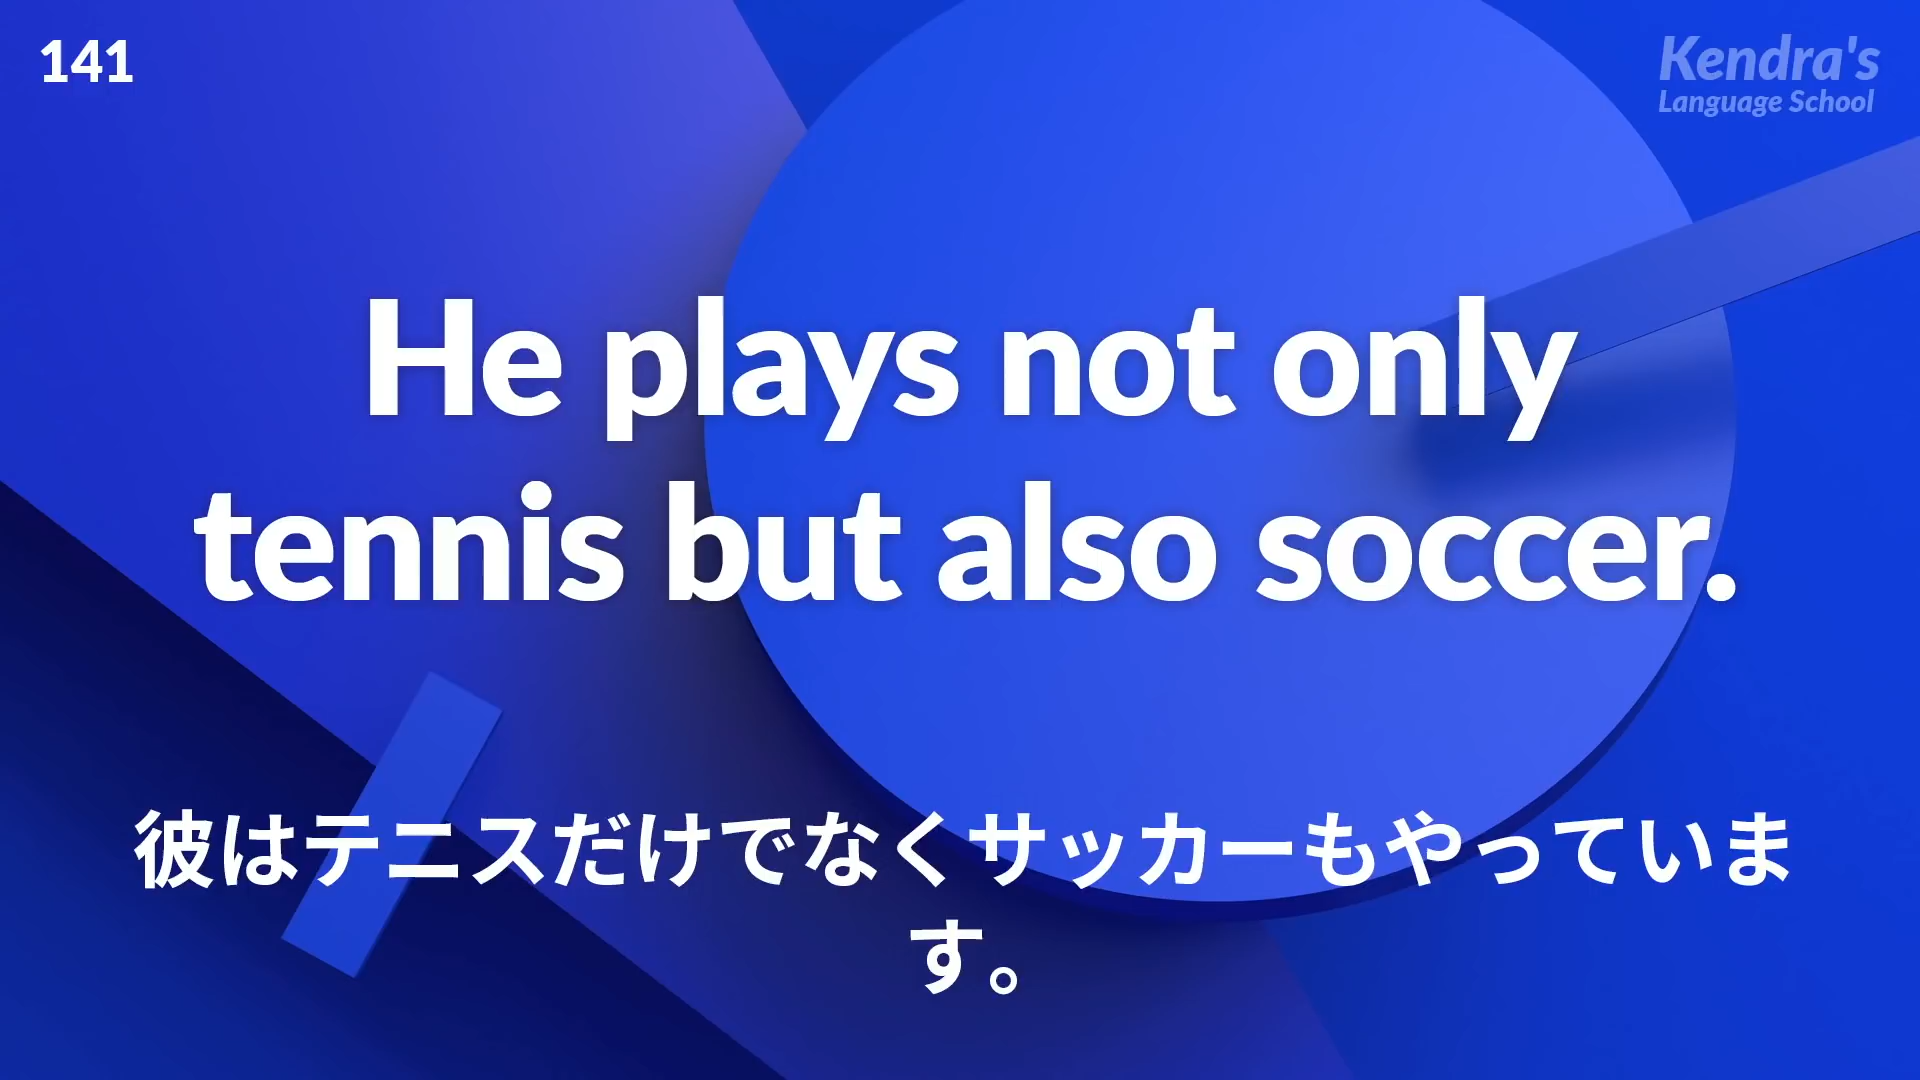 141
Kendra's
Language School
He plays not only
tennis but also soccer.
彼はテニスだけでなくサッカーもやっていま
す。